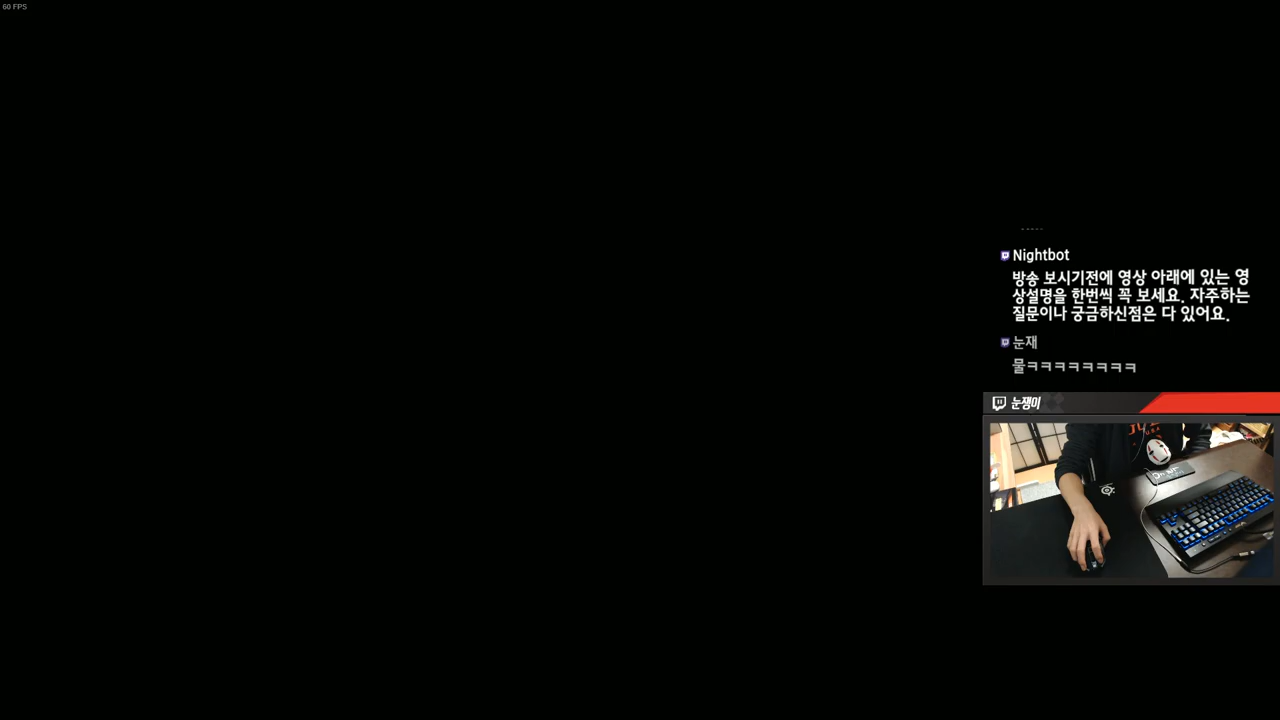 60 FPS
Nightbot
방송 보시기전에 영상 아래에 있는 영
상설명을 한번씩 꼭 보세요. 자주하는
질문이나 궁금하신점은 다 있어요.
눈재
물ㅋㅋㅋㅋㅋㅋㅋㅋ
눈쟁이